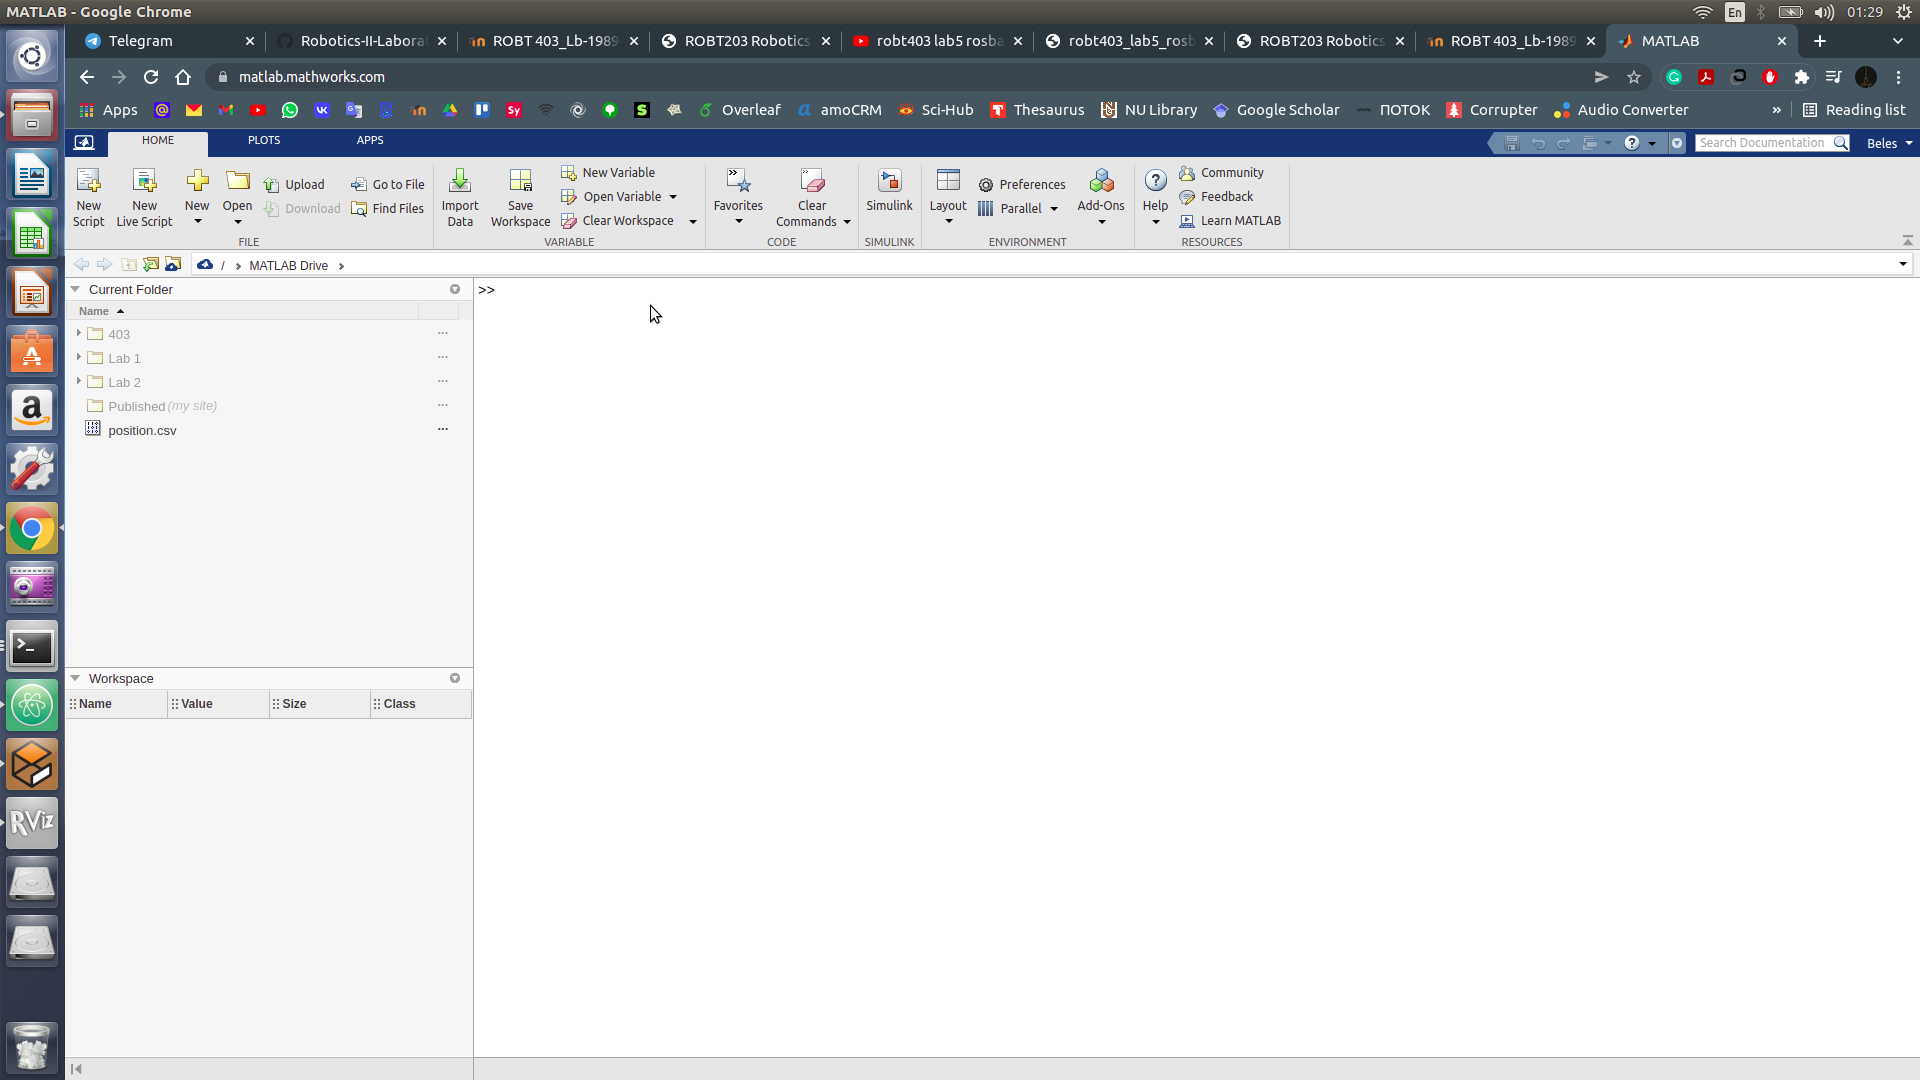 MATLAB - Google Chrome
En
01:29
Telegram
Robotics-II-Labora
ROBT 403_Lb-1989
ROBT203 Robotics
robt403 lab5 rosba
robt403_lab5_rosb
ROBT203 Robotics
ROBT 403_Lb-1989
MATLAB
matlab.mathworks.com
Apps
Overleaf
amoCRM
Sci-Hub
Thesaurus
NU Library
Google Scholar
ПОТОК
Corrupter
Audio Converter
»
Reading list
HOME
PLOTS
APPS
Search Documentation
Beles
New Script
New Live Script
New
Open
Upload
Download
Go to File
Find Files
FILE
Import Data
Save Workspace
New Variable
Open Variable
Clear Workspace
VARIABLE
Favorites
Clear Commands
CODE
Simulink
SIMULINK
Layout
Preferences
Parallel
Add-Ons
ENVIRONMENT
Help
Community
Feedback
Learn MATLAB
RESOURCES
/ › MATLAB Drive ›
Current Folder
Name
403
Lab 1
Lab 2
Published (my site)
position.csv
>>
Workspace
Name Value Size Class
RViz